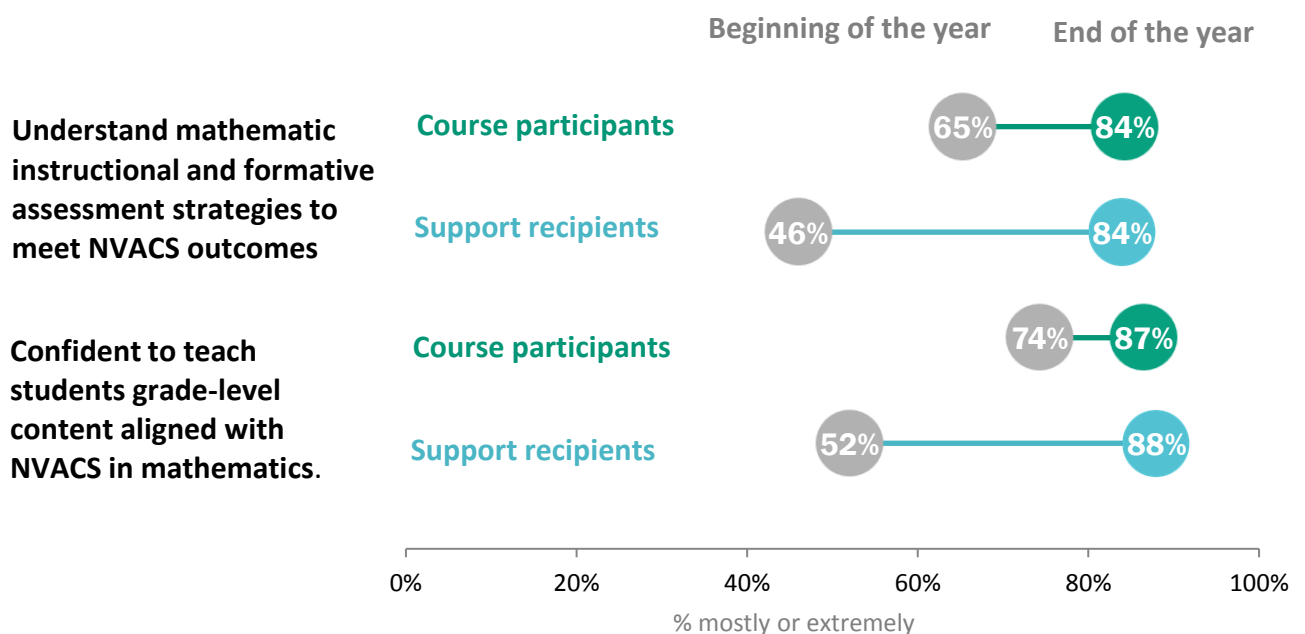 Beginning of the year End of the year
Understand mathematic
instructional and formative
assessment strategies to
meet NVACS outcomes
Course participants 65% 84%
Support recipients 46% 84%
Confident to teach
students grade-level
content aligned with
NVACS in mathematics.
Course participants 74% 87%
Support recipients 52% 88%
0% 20% 40% 60% 80% 100%
% mostly or extremely